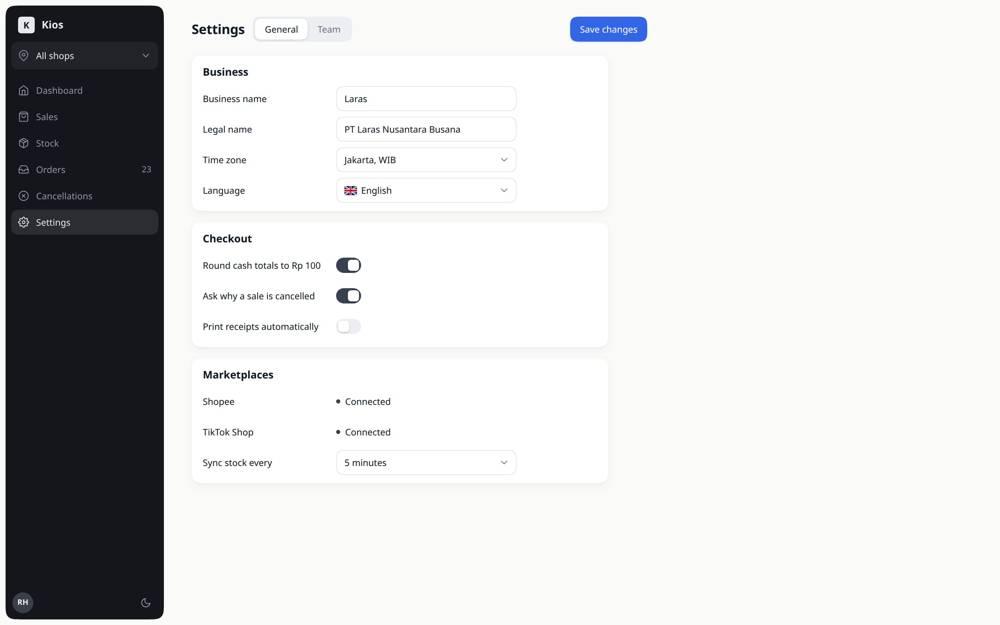 K Kios
All shops
Dashboard
Sales
Stock
Orders 23
Cancellations
Settings
RH
Settings General Team Save changes
Business
Business name Laras
Legal name PT Laras Nusantara Busana
Time zone Jakarta, WIB
Language English
Checkout
Round cash totals to Rp 100
Ask why a sale is cancelled
Print receipts automatically
Marketplaces
Shopee Connected
TikTok Shop Connected
Sync stock every 5 minutes